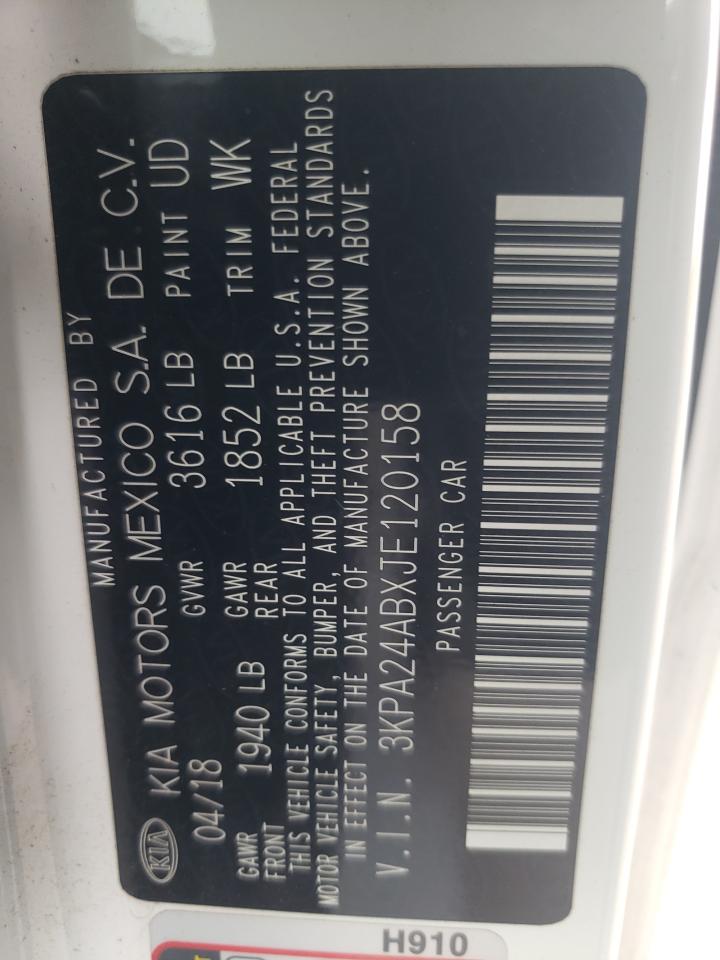 MANUFACTURED BY
KIA KIA MOTORS MEXICO S.A. DE C.V.
04/18 GVWR 3616 LB PAINT UD
GAWR FRONT 1940 LB GAWR REAR 1852 LB TRIM WK
THIS VEHICLE CONFORMS TO ALL APPLICABLE U.S.A. FEDERAL
MOTOR VEHICLE SAFETY, BUMPER, AND THEFT PREVENTION STANDARDS
IN EFFECT ON THE DATE OF MANUFACTURE SHOWN ABOVE.
V.I.N. 3KPA24ABXJE120158
PASSENGER CAR
H910